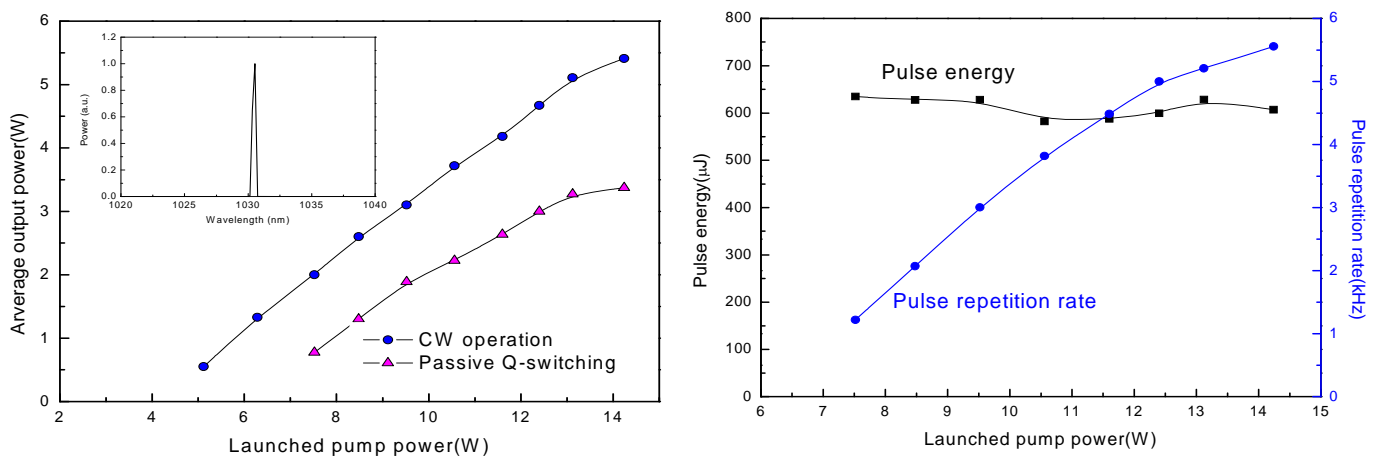 6
5
4
3
2
1
0
Arverage output power(W)
1.2
1.0
0.8
0.6
0.4
0.2
0.0
Power (a.u.)
1020 1025 1030 1035 1040
Wavelength (nm)
CW operation
Passive Q-switching
2 4 6 8 10 12 14
Launched pump power(W)
800
700
600
500
400
300
200
100
0
Pulse energy(μJ)
Pulse energy
Pulse repetition rate
6
5
4
3
2
1
0
Pulse repetition rate(kHz)
6 7 8 9 10 11 12 13 14 15
Launched pump power(W)